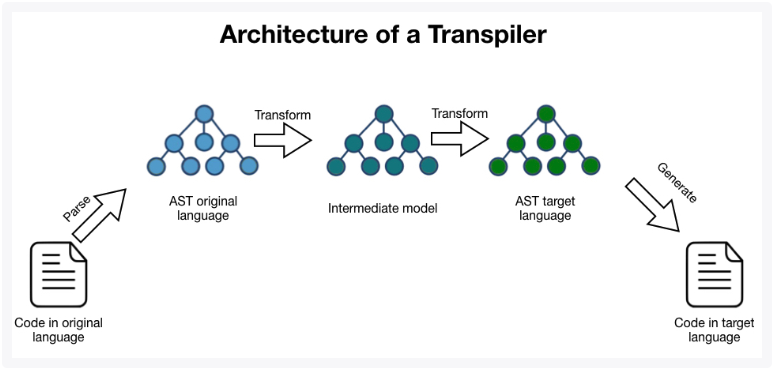 Architecture of a Transpiler
Transform
Transform
Parse
Generate
AST original
language
Intermediate model
AST target
language
Code in original
language
Code in target
language